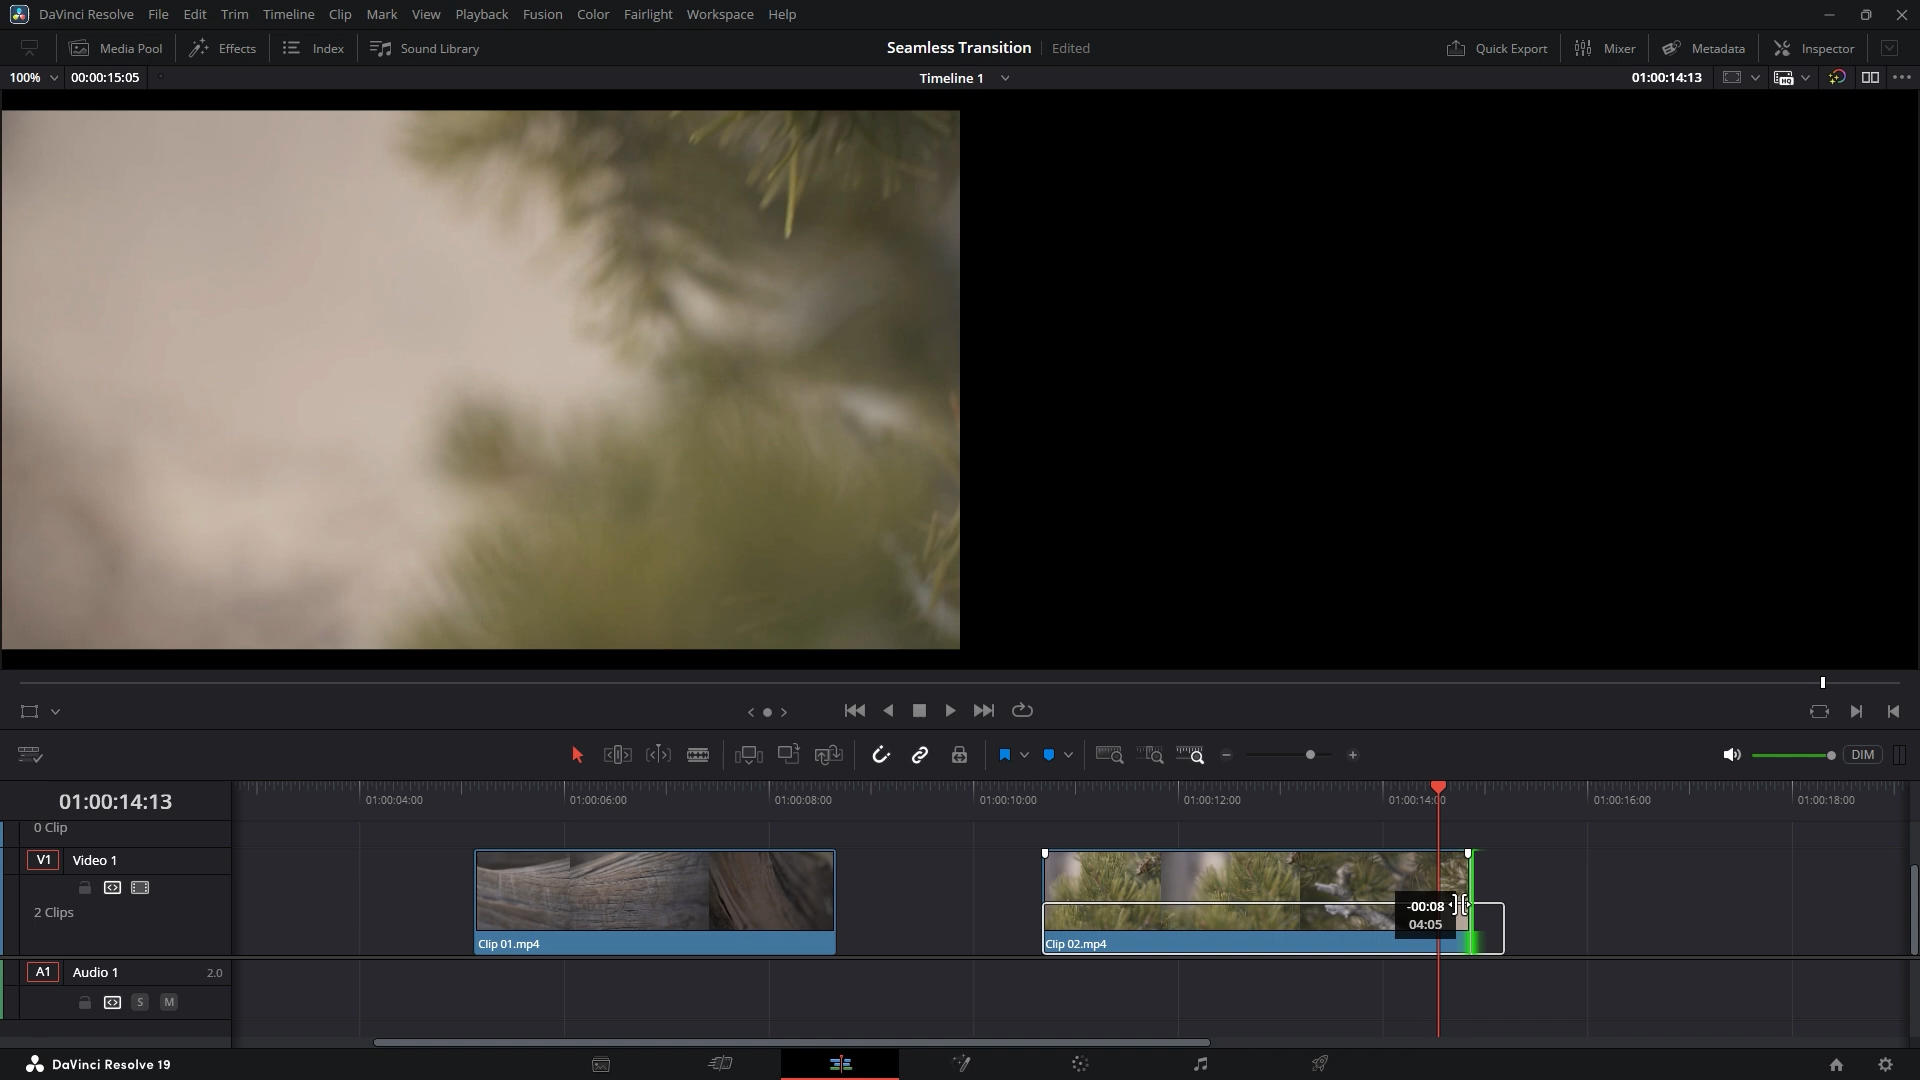 DaVinci Resolve File Edit Trim Timeline Clip Mark View Playback Fusion Color Fairlight Workspace Help
Media Pool Effects Index Sound Library Seamless Transition Edited Quick Export Mixer Metadata Inspector
100% 00:00:15:05 Timeline 1 01:00:14:13
DIM
01:00:14:13 01:00:04:00 01:00:06:00 01:00:08:00 01:00:10:00 01:00:12:00 01:00:14:00 01:00:16:00 01:00:18:00
0 Clip
V1 Video 1
2 Clips
-00:08
04:05
Clip 01.mp4 Clip 02.mp4
A1 Audio 1 2.0
S M
DaVinci Resolve 19